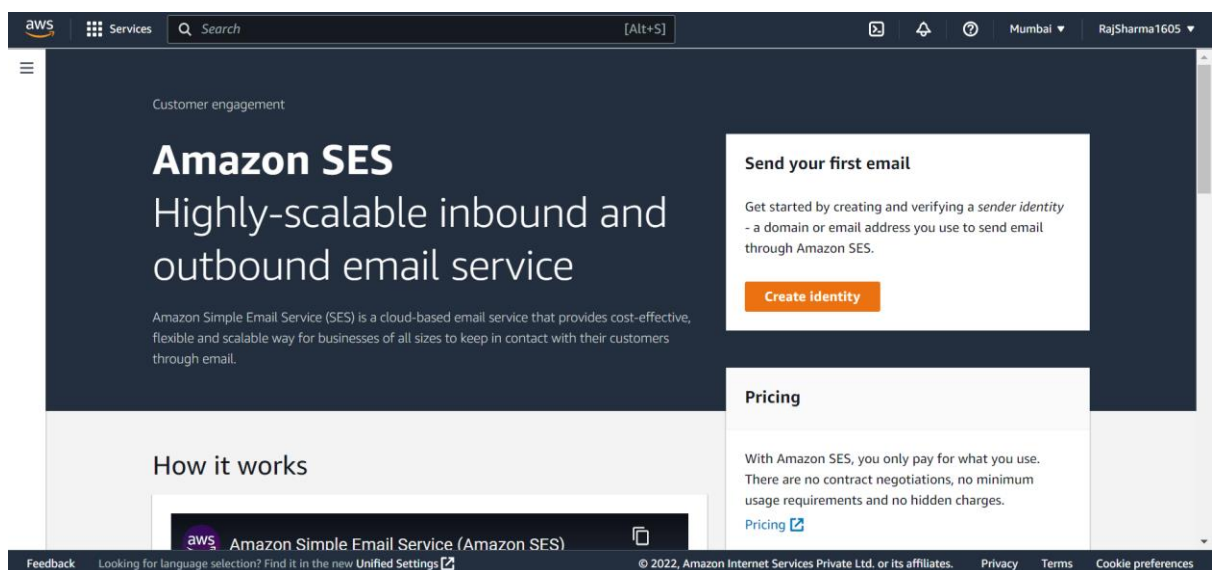 aws
Services
Search
[Alt+S]
Mumbai
RajSharma1605
Customer engagement
Amazon SES
Highly-scalable inbound and
outbound email service
Amazon Simple Email Service (SES) is a cloud-based email service that provides cost-effective,
flexible and scalable way for businesses of all sizes to keep in contact with their customers
through email.
Send your first email
Get started by creating and verifying a sender identity
- a domain or email address you use to send email
through Amazon SES.
Create identity
Pricing
With Amazon SES, you only pay for what you use.
There are no contract negotiations, no minimum
usage requirements and no hidden charges.
Pricing
How it works
aws
Amazon Simple Email Service (Amazon SES)
Feedback
Looking for language selection? Find it in the new Unified Settings
© 2022, Amazon Internet Services Private Ltd. or its affiliates.
Privacy
Terms
Cookie preferences